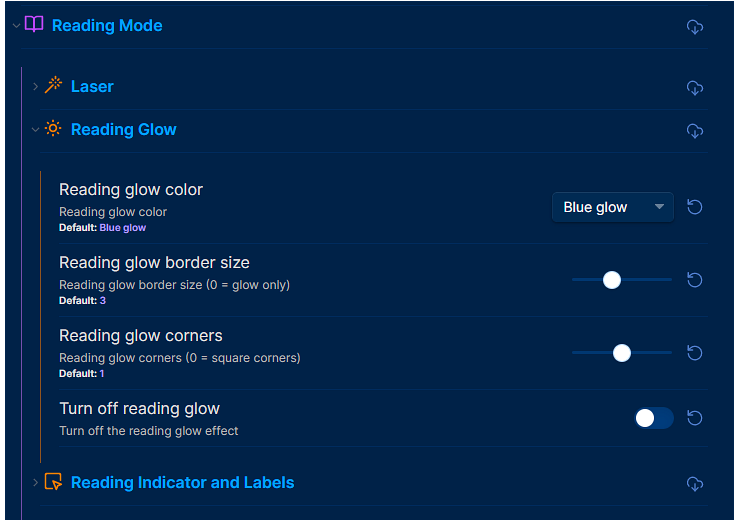 Reading Mode
Laser
Reading Glow
Reading glow color
Reading glow color
Default: Blue glow
Blue glow
Reading glow border size
Reading glow border size (0 = glow only)
Default: 3
Reading glow corners
Reading glow corners (0 = square corners)
Default: 1
Turn off reading glow
Turn off the reading glow effect
Reading Indicator and Labels